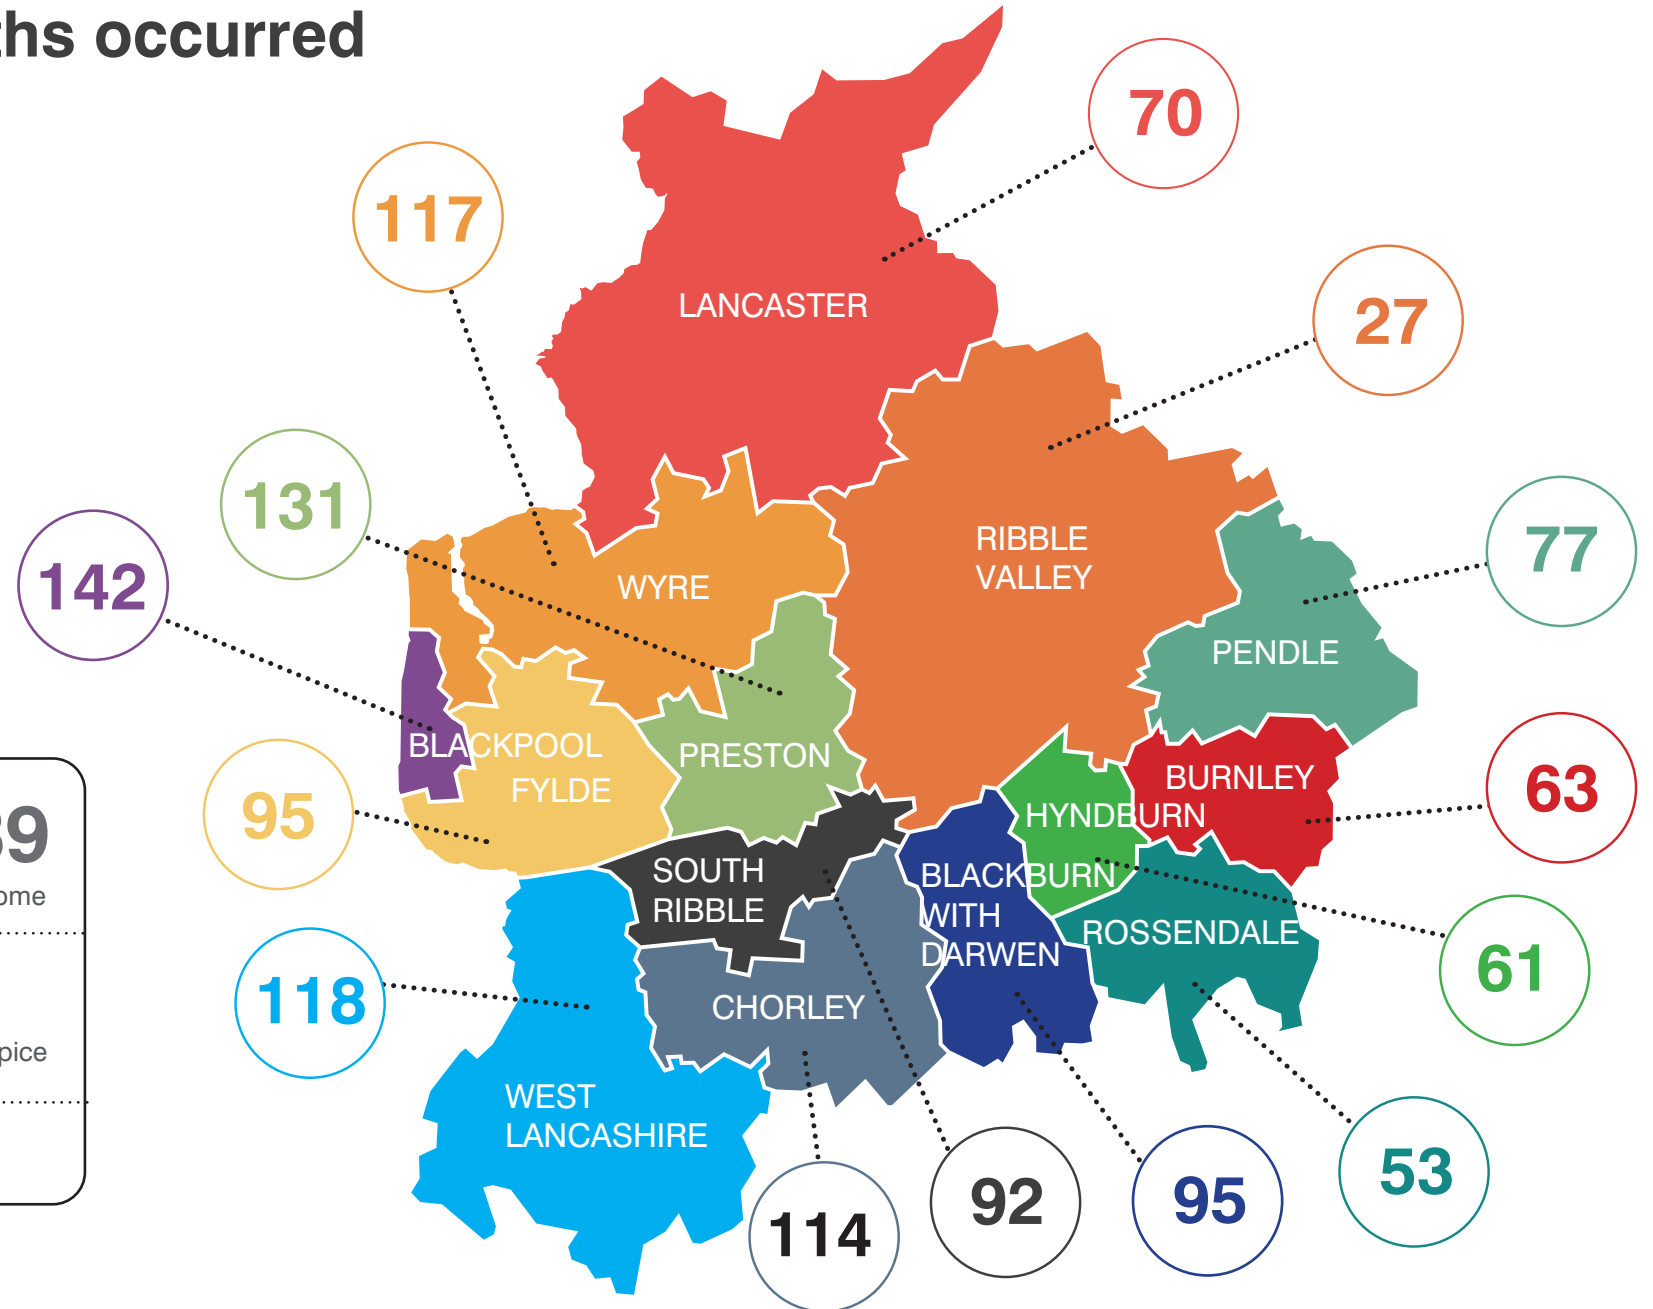 ths occurred
70
117
27
LANCASTER
131
77
142
RIBBLE
VALLEY
WYRE
PENDLE
BLACKPOOL
PRESTON
BURNLEY
63
FYLDE
95
HYNDBURN
39
ome
SOUTH
RIBBLE
BLACKBURN
WITH
DARWEN
ROSSENDALE
61
118
CHORLEY
pice
WEST
LANCASHIRE
114
92
95
53